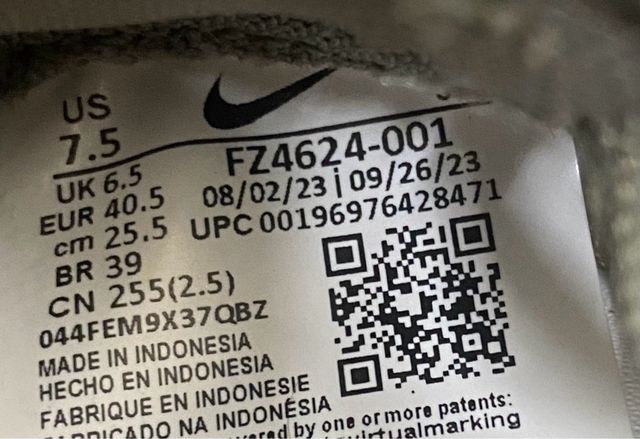 US
7.5
UK 6.5
EUR 40.5
cm 25.5
BR 39
CN 255(2.5)
FZ4624-001
08/02/23 | 09/26/23
UPC 00196976428471
044FEM9X37QBZ
MADE IN INDONESIA
HECHO EN INDONESIA
FABRIQUE EN INDONESIE
NA INDONÉSIA
by one or more patents: